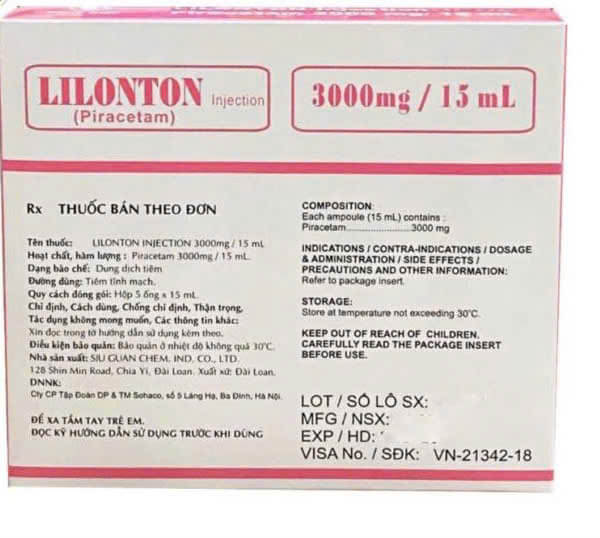 LILONTON Injection
(Piracetam)
3000mg / 15 mL
Rx THUỐC BÁN THEO ĐƠN
Tên thuốc: LILONTON INJECTION 3000mg / 15 mL
Hoạt chất, hàm lượng : Piracetam 3000mg / 15 mL.
Dạng bào chế: Dung dịch tiêm
Đường dùng: Tiêm tĩnh mạch.
Quy cách đóng gói: Hộp 5 ống x 15 mL.
Chỉ định, Cách dùng, Chống chỉ định, Thận trọng,
Tác dụng không mong muốn, Các thông tin khác:
Xin đọc trong tờ hướng dẫn sử dụng kèm theo.
Điều kiện bảo quản: Bảo quản ở nhiệt độ không quá 30°C.
Nhà sản xuất: SIU GUAN CHEM. IND. CO., LTD.
128 Shin Min Road, Chia Yi, Đài Loan. Xuất xứ: Đài Loan.
DNNK:
Cty CP Tập Đoàn DP & TM Sohaco, số 5 Láng Hạ, Ba Đình, Hà Nội.
ĐỂ XA TẦM TAY TRẺ EM.
ĐỌC KỸ HƯỚNG DẪN SỬ DỤNG TRƯỚC KHI DÙNG
COMPOSITION:
Each ampoule (15 mL) contains :
Piracetam.......................3000 mg
INDICATIONS / CONTRA-INDICATIONS / DOSAGE
& ADMINISTRATION / SIDE EFFECTS /
PRECAUTIONS AND OTHER INFORMATION:
Refer to package insert.
STORAGE:
Store at temperature not exceeding 30°C.
KEEP OUT OF REACH OF CHILDREN,
CAREFULLY READ THE PACKAGE INSERT
BEFORE USE.
LOT / SỐ LÔ SX:
MFG / NSX:
EXP / HD:
VISA No. / SĐK: VN-21342-18